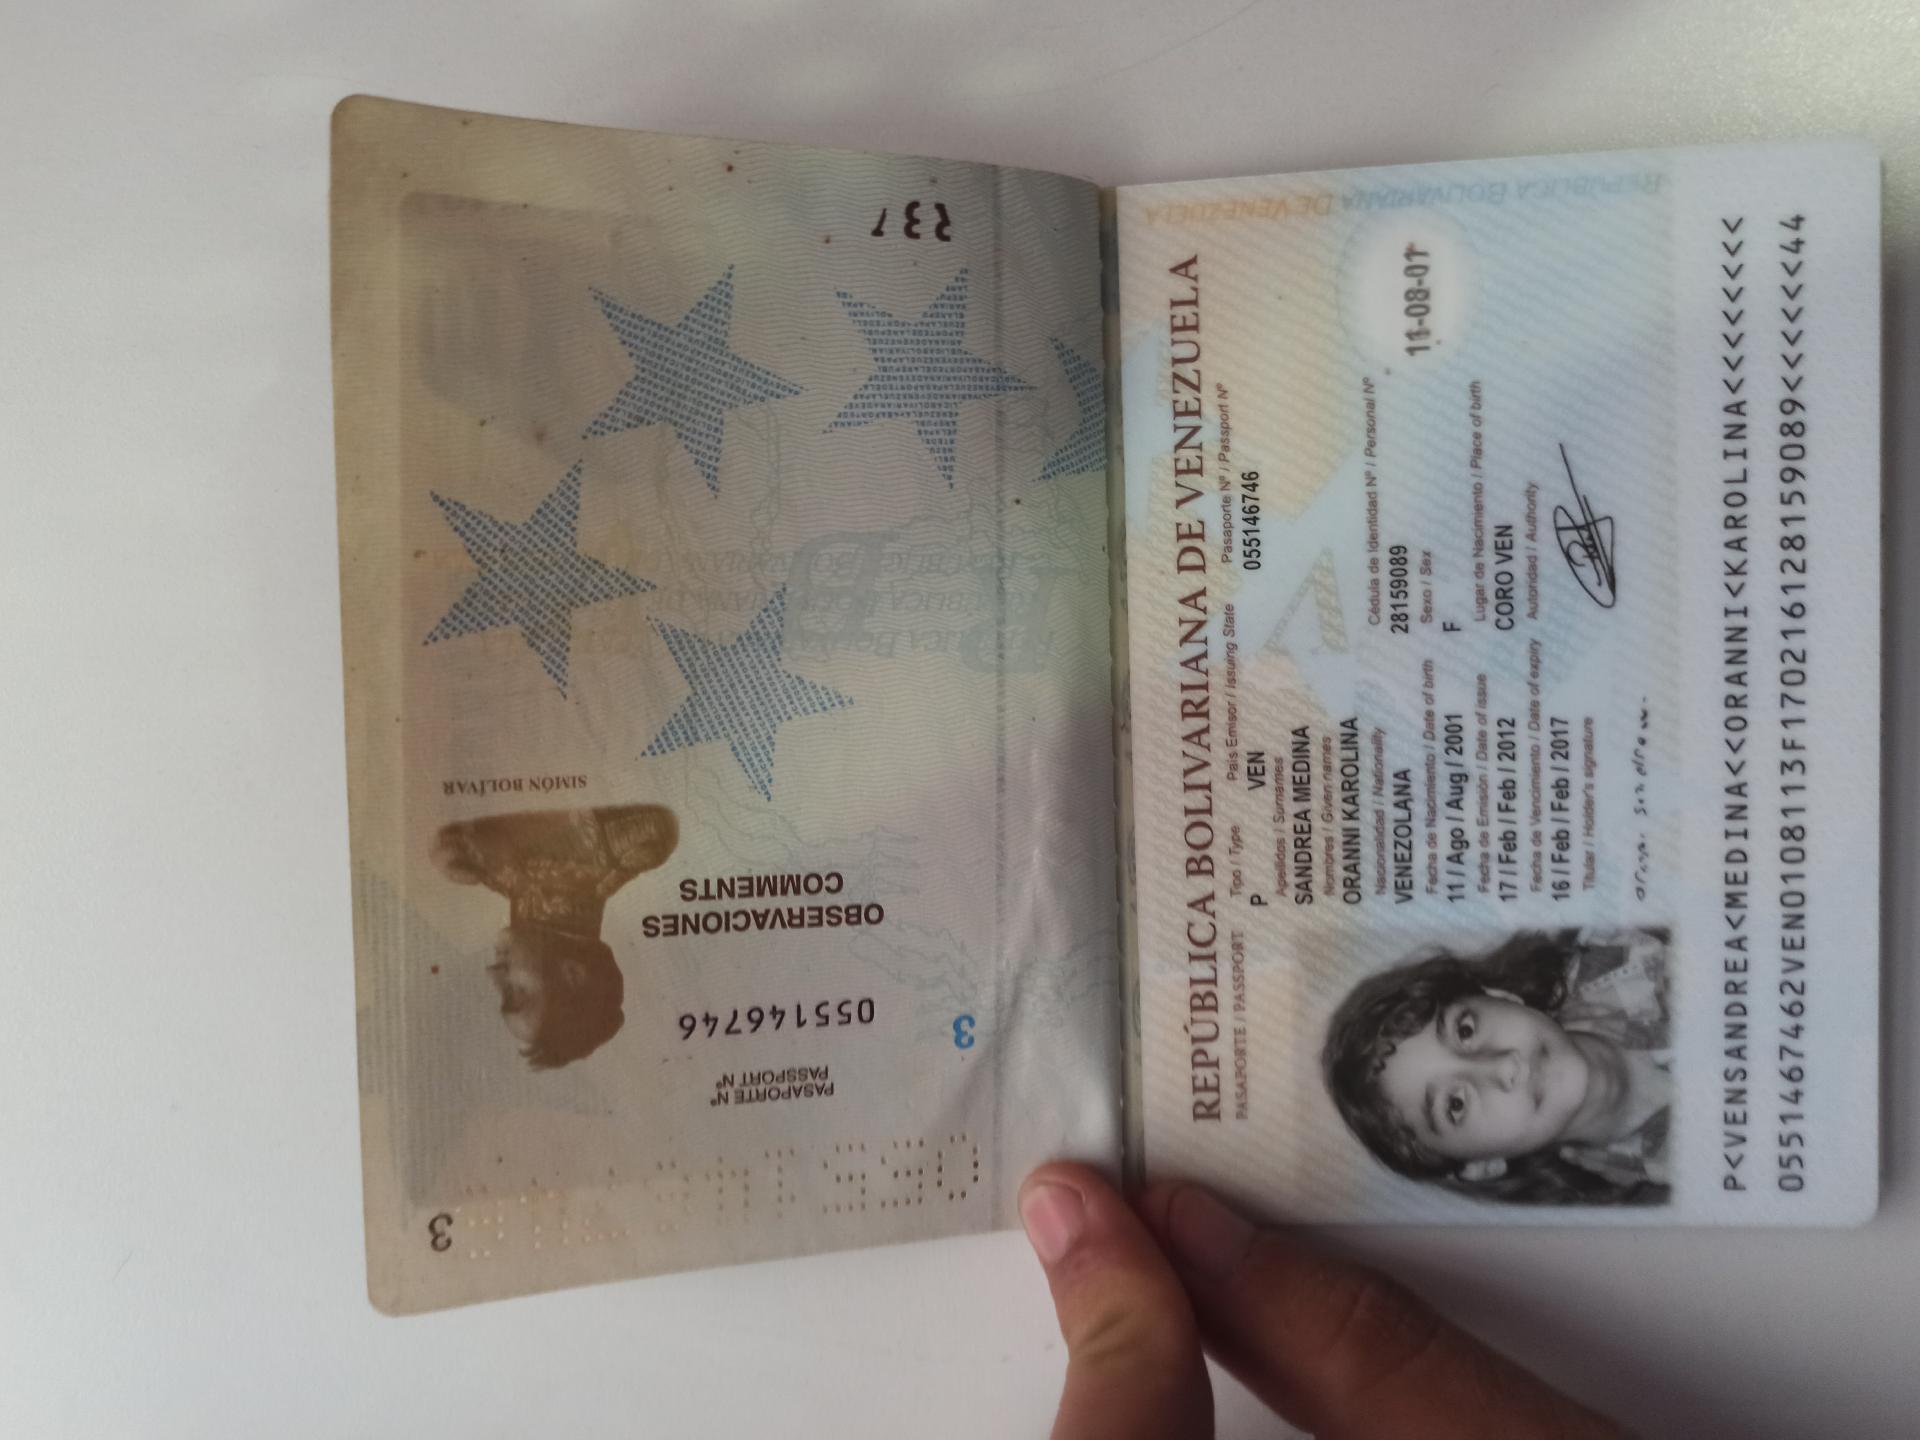 REPÚBLICA BOLIVARIANA DE VENEZUELA
PASAPORTE / PASSPORT
Tipo / Type
País Emisor / Issuing State
Pasaporte Nº / Passport Nº
P
VEN
055146746
Apellidos / Surnames
SANDREA MEDINA
Nombres / Given names
ORANNI KAROLINA
Nacionalidad / Nationality
Cédula de Identidad Nº / Personal Nº
VENEZOLANA
28159089
Fecha de Nacimiento / Date of birth
Sexo / Sex
11 / Ago / Aug / 2001
F
Fecha de Emisión / Date of issue
Lugar de Nacimiento / Place of birth
17 / Feb / Feb / 2012
CORO VEN
Fecha de Vencimiento / Date of expiry
Autoridad / Authority
16 / Feb / Feb / 2017
Titular / Holder's signature
11-08-01
REPÚBLICA BOLIVARIANA DE VENEZUELA
P<VENSANDREA<MEDINA<<ORANNI<KAROLINA<<<<<<<<
0551467462VEN0108113F1702161281590 89<<<<<<44
3
PASAPORTE Nº
PASSPORT Nº
055146746
3
OBSERVACIONES
COMMENTS
SIMÓN BOLÍVAR